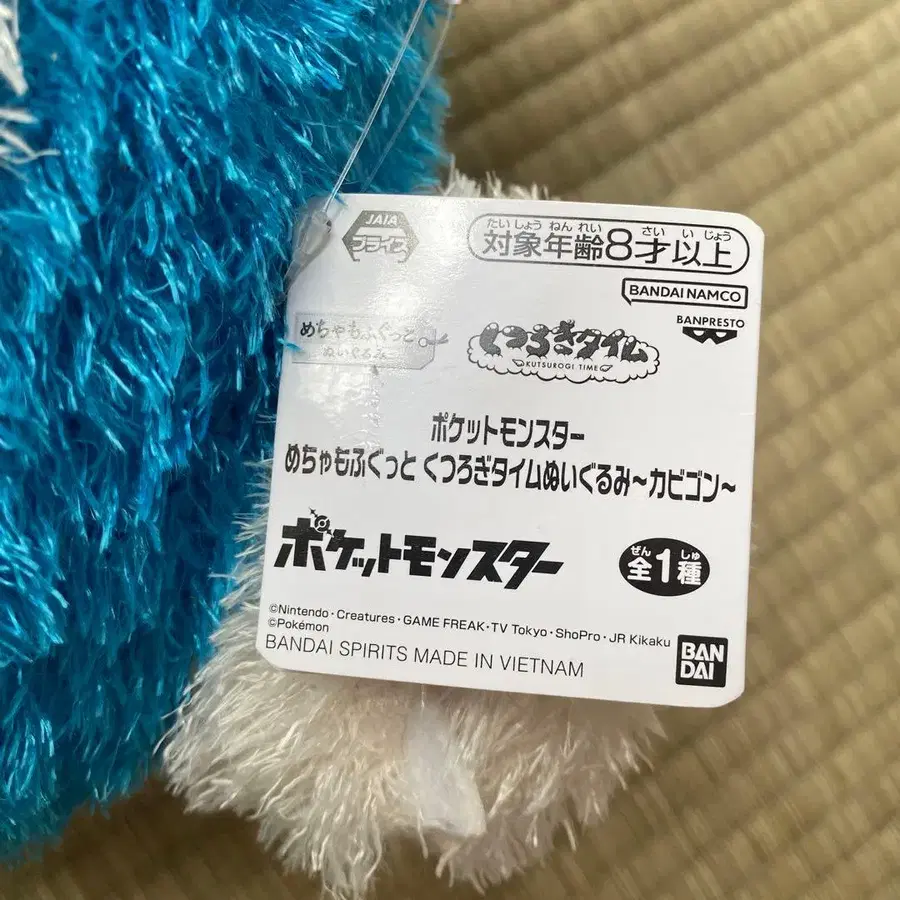 JAIA
プライズ
たいしょうねんれい さい いじょう
対象年齢8才以上
BANDAI NAMCO
BANPRESTO
めちゃもふぐっと
ぬいぐるみ
くつろぎタイム
KUTSUROGI TIME
ポケットモンスター
めちゃもふぐっと くつろぎタイムぬいぐるみ～カビゴン～
ポケットモンスター
ぜん しゅ
全1種
©Nintendo・Creatures・GAME FREAK・TV Tokyo・ShoPro・JR Kikaku
©Pokémon
BANDAI SPIRITS MADE IN VIETNAM
BAN
DAI